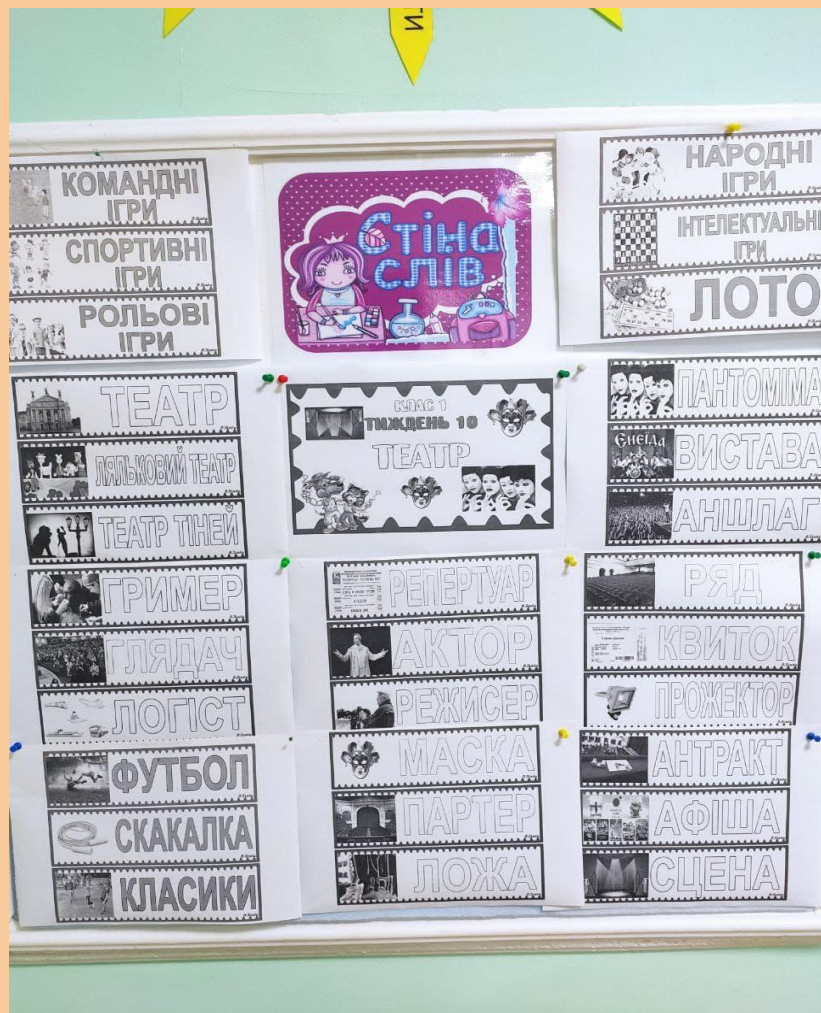 КОМАНДНІ
ІГРИ
СПОРТИВНІ
ІГРИ
РОЛЬОВІ
ІГРИ
Стіна
слів
НАРОДНІ
ІГРИ
ІНТЕЛЕКТУАЛЬНІ
ІГРИ
ЛОТО
ТЕАТР
ЛЯЛЬКОВИЙ ТЕАТР
ТЕАТР ТІНЕЙ
КЛАС 1
ТИЖДЕНЬ 10
ТЕАТР
ПАНТОМІМА
Енеїда
ВИСТАВА
АНШЛАГ
ГРИМЕР
ГЛЯДАЧ
ЛОГІСТ
РЕПЕРТУАР
АКТОР
РЕЖИСЕР
РЯД
КВИТОК
ПРОЖЕКТОР
ФУТБОЛ
СКАКАЛКА
КЛАСИКИ
МАСКА
ПАРТЕР
ЛОЖА
АНТРАКТ
АФІША
СЦЕНА